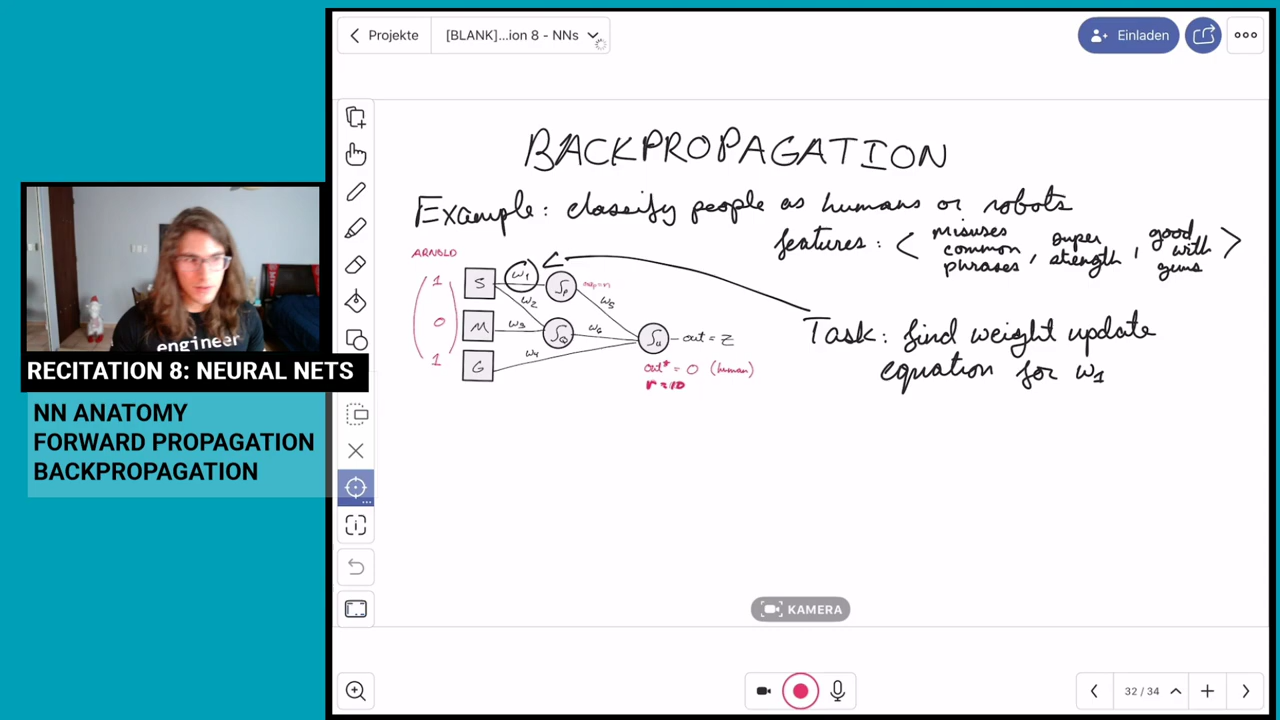 Projekte
[BLANK]...ion 8 - NNs
Einladen
BACKPROPAGATION
Example: classify people as humans or robots
features: < misuses common phrases, super strength, good with guns >
ARNOLD
1
0
1
S
M
G
w1
w2
w3
w4
w5
w6
out = z
out* = 0 (human)
r = 10
Task: find weight update
equation for w1
engineer
RECITATION 8: NEURAL NETS
NN ANATOMY
FORWARD PROPAGATION
BACKPROPAGATION
KAMERA
32 / 34